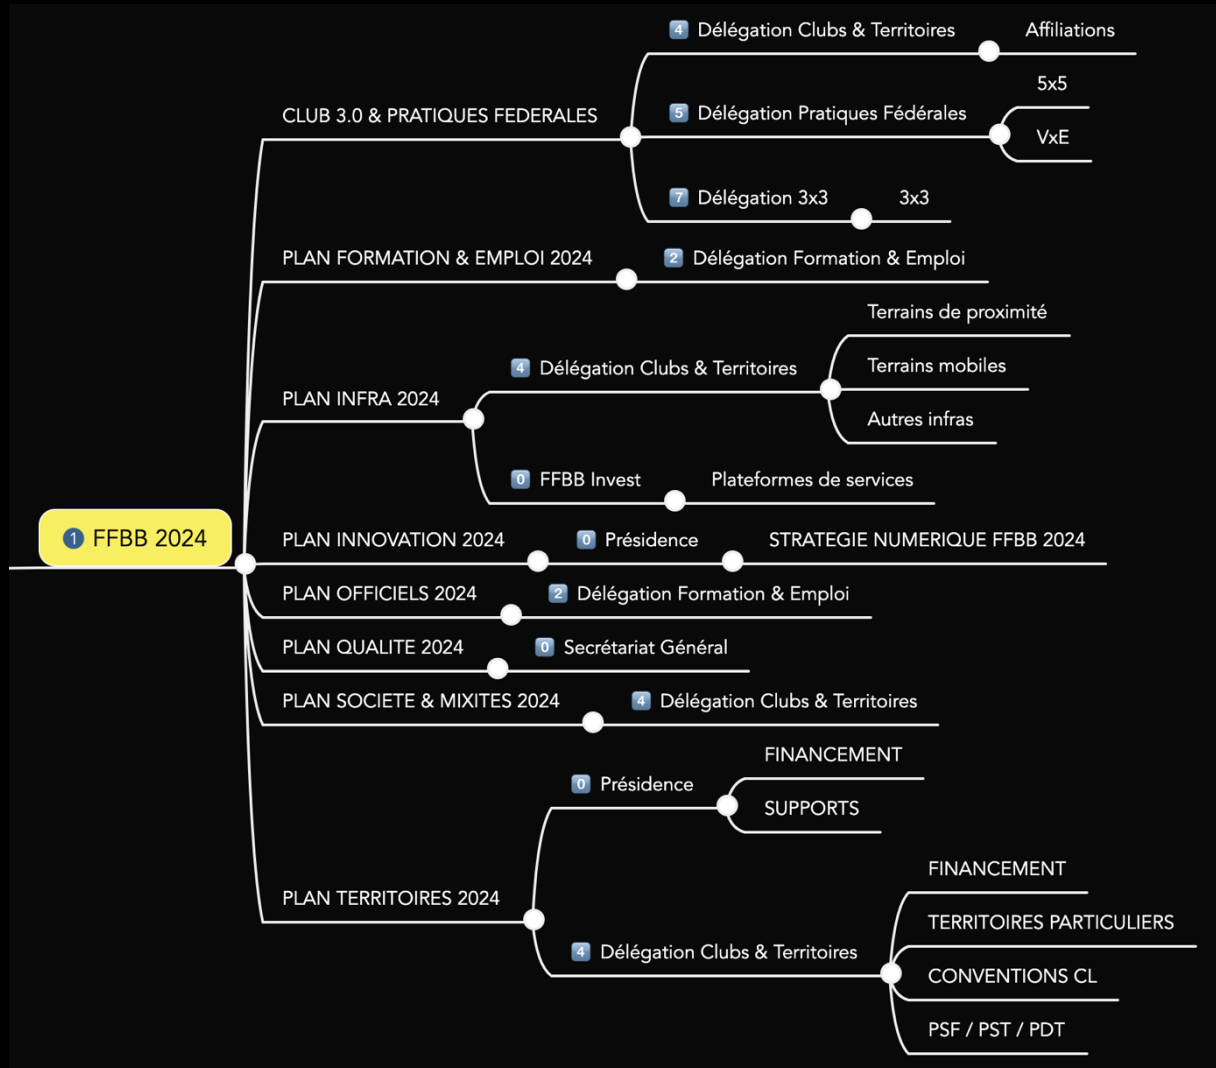 4 Délégation Clubs & Territoires
Affiliations
CLUB 3.0 & PRATIQUES FEDERALES
5 Délégation Pratiques Fédérales
5x5
VxE
7 Délégation 3x3
3x3
PLAN FORMATION & EMPLOI 2024
2 Délégation Formation & Emploi
PLAN INFRA 2024
4 Délégation Clubs & Territoires
Terrains de proximité
Terrains mobiles
Autres infras
0 FFBB Invest
Plateformes de services
1 FFBB 2024
PLAN INNOVATION 2024
0 Présidence
STRATEGIE NUMERIQUE FFBB 2024
PLAN OFFICIELS 2024
2 Délégation Formation & Emploi
PLAN QUALITE 2024
0 Secrétariat Général
PLAN SOCIETE & MIXITES 2024
4 Délégation Clubs & Territoires
PLAN TERRITOIRES 2024
0 Présidence
FINANCEMENT
SUPPORTS
4 Délégation Clubs & Territoires
FINANCEMENT
TERRITOIRES PARTICULIERS
CONVENTIONS CL
PSF / PST / PDT